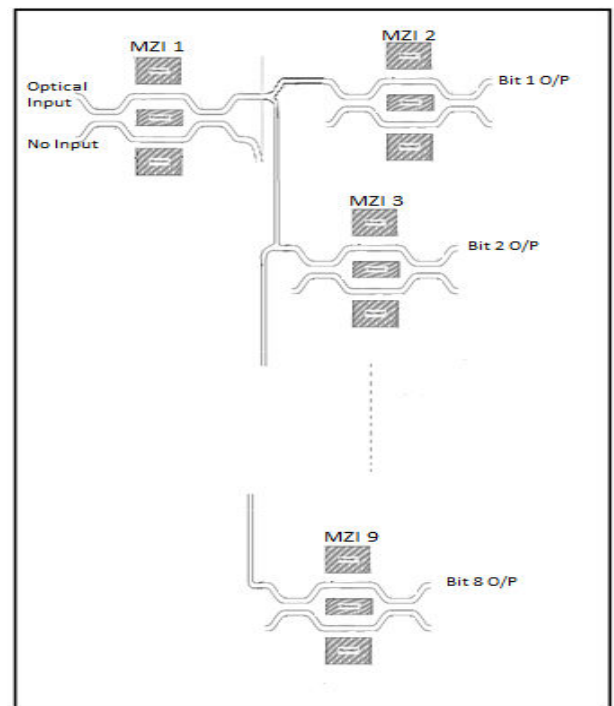 MZI 1
MZI 2
Optical
Input
Bit 1 O/P
No Input
MZI 3
Bit 2 O/P
MZI 9
Bit 8 O/P